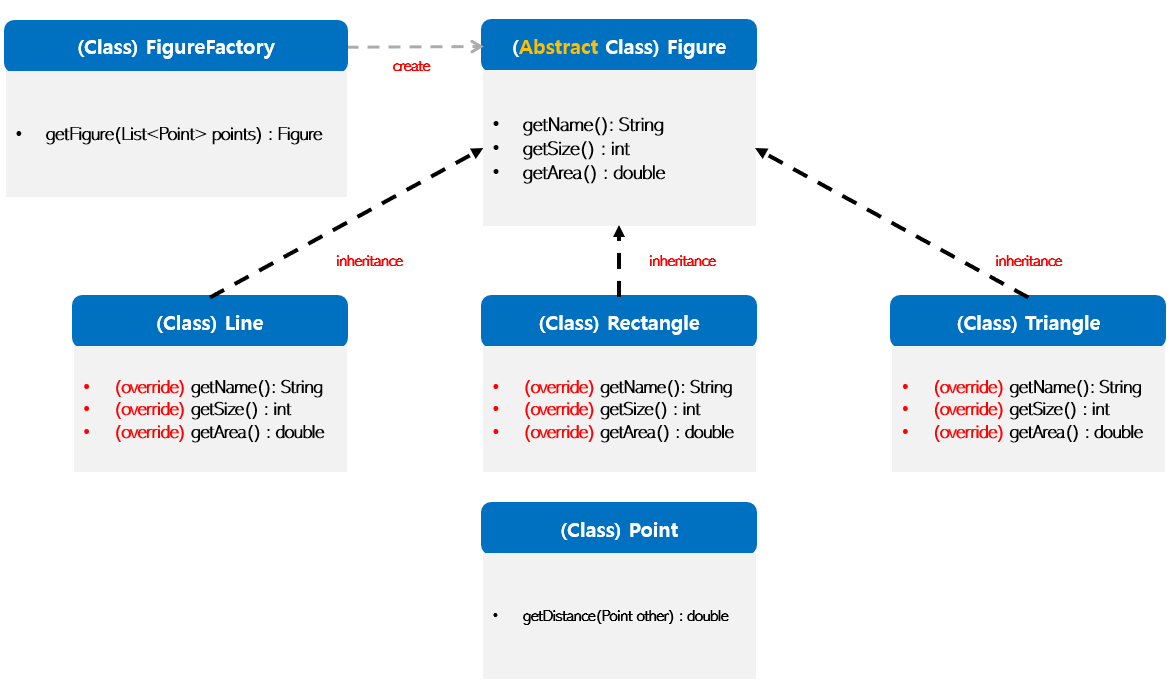 (Class) FigureFactory
create
(Abstract Class) Figure
• getFigure(List<Point> points) : Figure
• getName(): String
• getSize() : int
• getArea() : double
inheritance
inheritance
inheritance
(Class) Line
• (override) getName(): String
• (override) getSize() : int
• (override) getArea() : double
(Class) Rectangle
• (override) getName(): String
• (override) getSize() : int
• (override) getArea() : double
(Class) Triangle
• (override) getName(): String
• (override) getSize() : int
• (override) getArea() : double
(Class) Point
• getDistance(Point other) : double